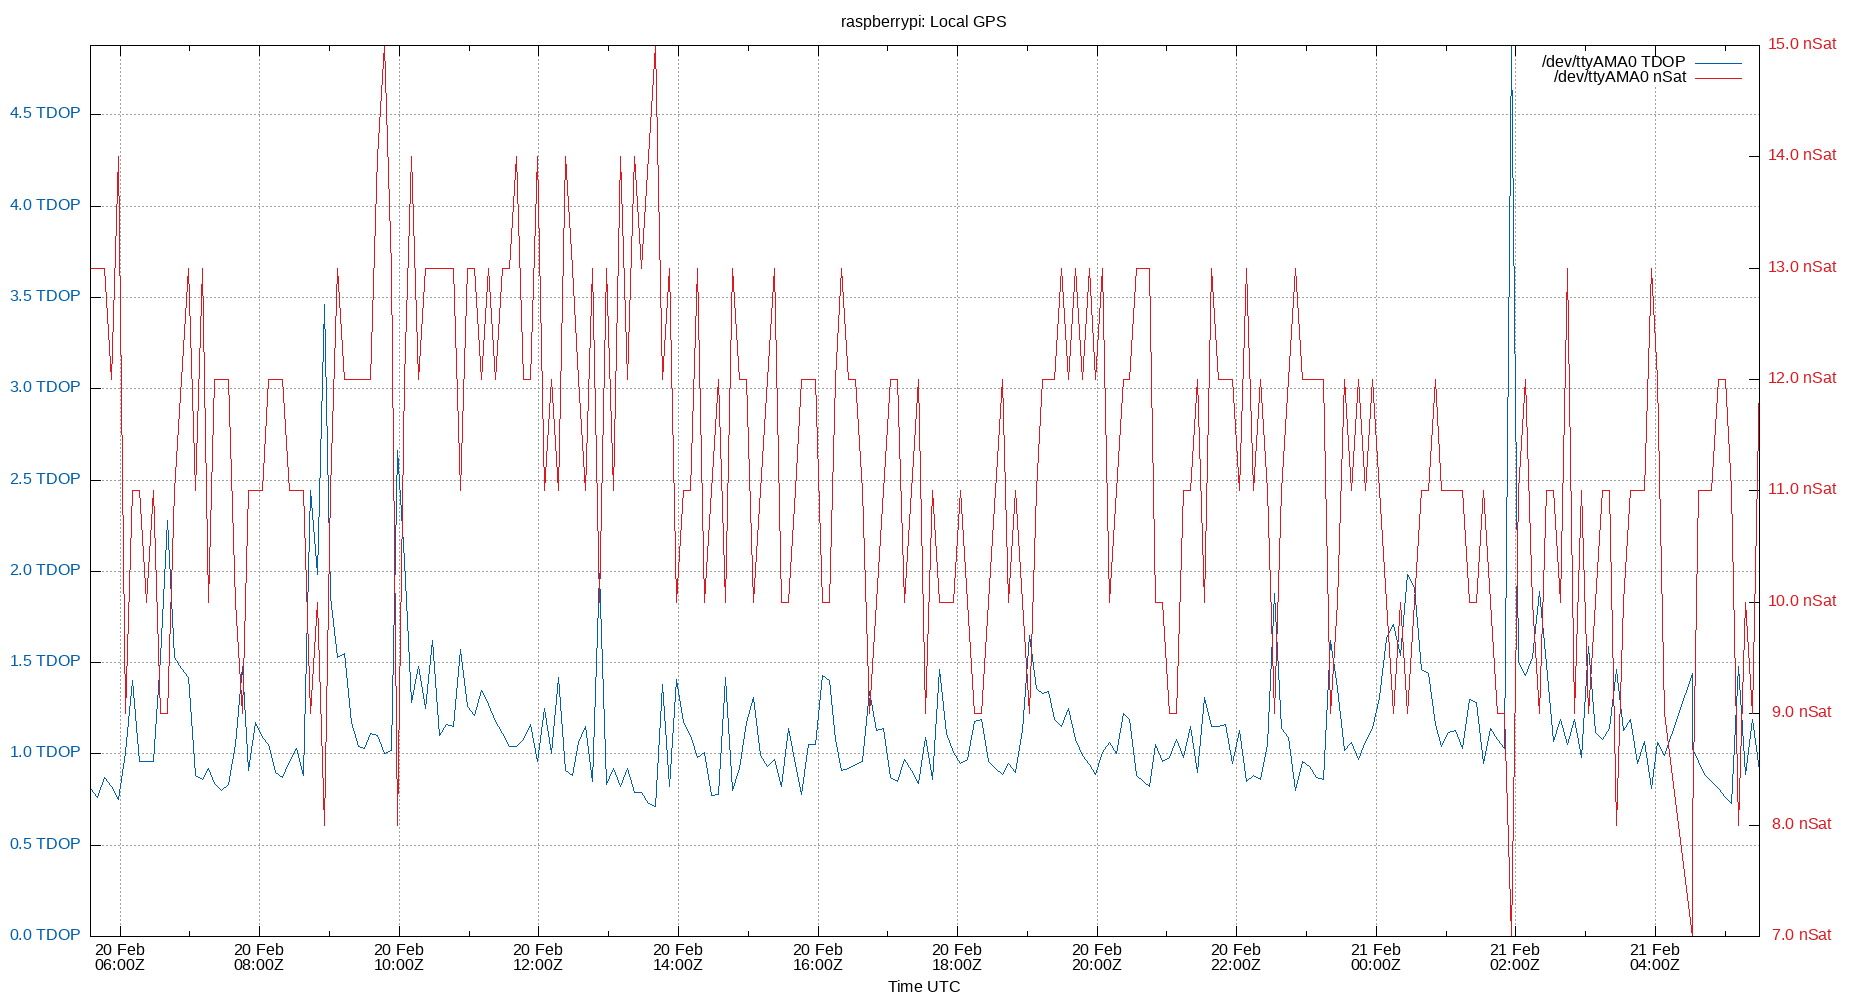 raspberrypi: Local GPS
15.0 nSat
/dev/ttyAMA0 TDOP
/dev/ttyAMA0 nSat
4.5 TDOP
14.0 nSat
4.0 TDOP
13.0 nSat
3.5 TDOP
12.0 nSat
3.0 TDOP
2.5 TDOP
11.0 nSat
2.0 TDOP
10.0 nSat
1.5 TDOP
9.0 nSat
1.0 TDOP
8.0 nSat
0.5 TDOP
0.0 TDOP
7.0 nSat
20 Feb 20 Feb 20 Feb 20 Feb 20 Feb 20 Feb 20 Feb 20 Feb 20 Feb 21 Feb 21 Feb 21 Feb
06:00Z 08:00Z 10:00Z 12:00Z 14:00Z 16:00Z 18:00Z 20:00Z 22:00Z 00:00Z 02:00Z 04:00Z
Time UTC